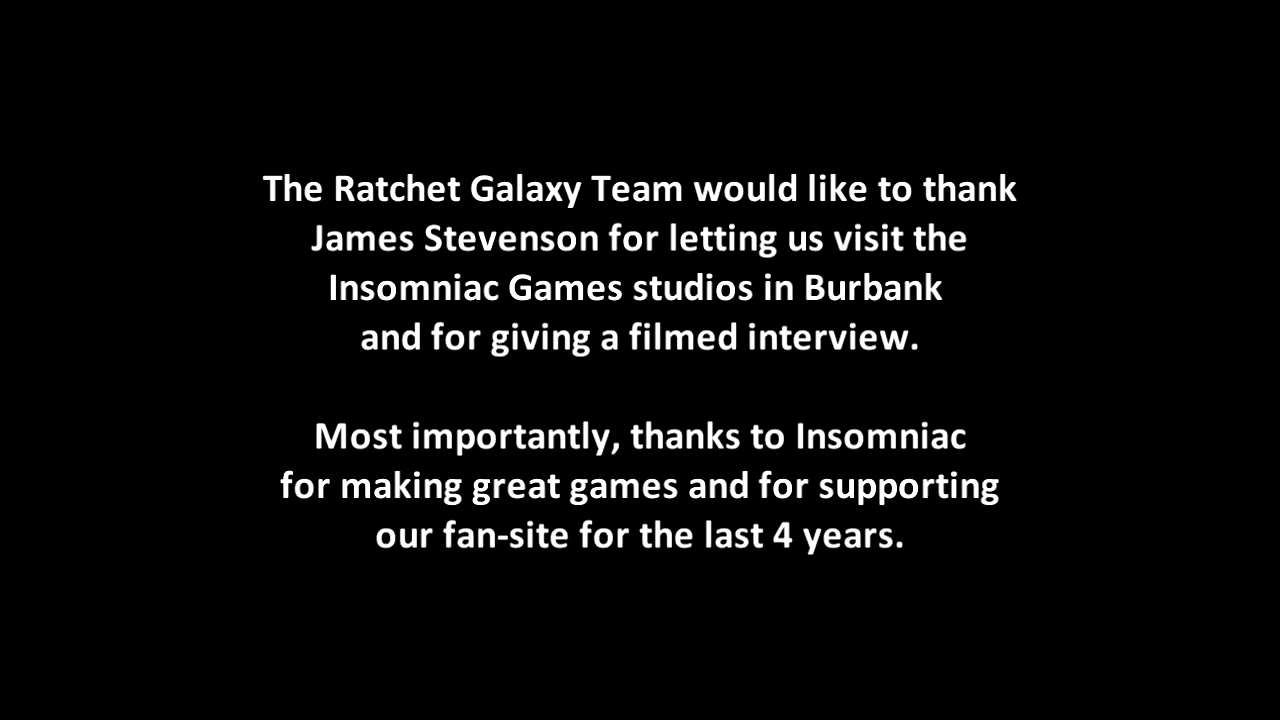 The Ratchet Galaxy Team would like to thank
James Stevenson for letting us visit the
Insomniac Games studios in Burbank
and for giving a filmed interview.
Most importantly, thanks to Insomniac
for making great games and for supporting
our fan-site for the last 4 years.